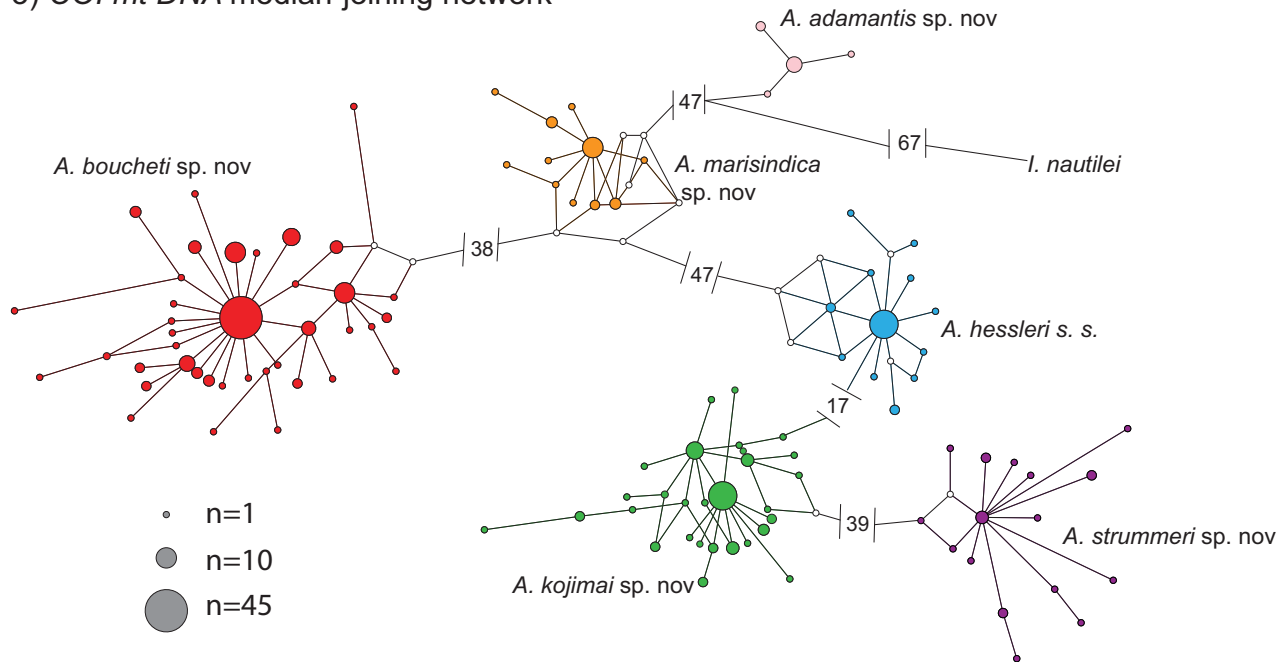 COI mt-DNA median-joining network
A. adamantis sp. nov
47
67
I. nautilei
A. marisindica
sp. nov
A. boucheti sp. nov
38
47
A. hessleri s. s.
17
39
A. strummeri sp. nov
A. kojimai sp. nov
n=1
n=10
n=45